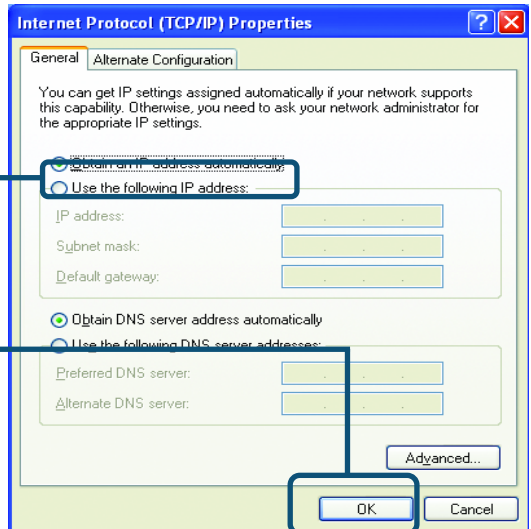 Internet Protocol (TCP/IP) Properties
General
Alternate Configuration
You can get IP settings assigned automatically if your network supports
this capability. Otherwise, you need to ask your network administrator for
the appropriate IP settings.
Obtain an IP address automatically
Use the following IP address:
IP address:
Subnet mask:
Default gateway:
Obtain DNS server address automatically
Use the following DNS server addresses:
Preferred DNS server:
Alternate DNS server:
Advanced...
OK
Cancel